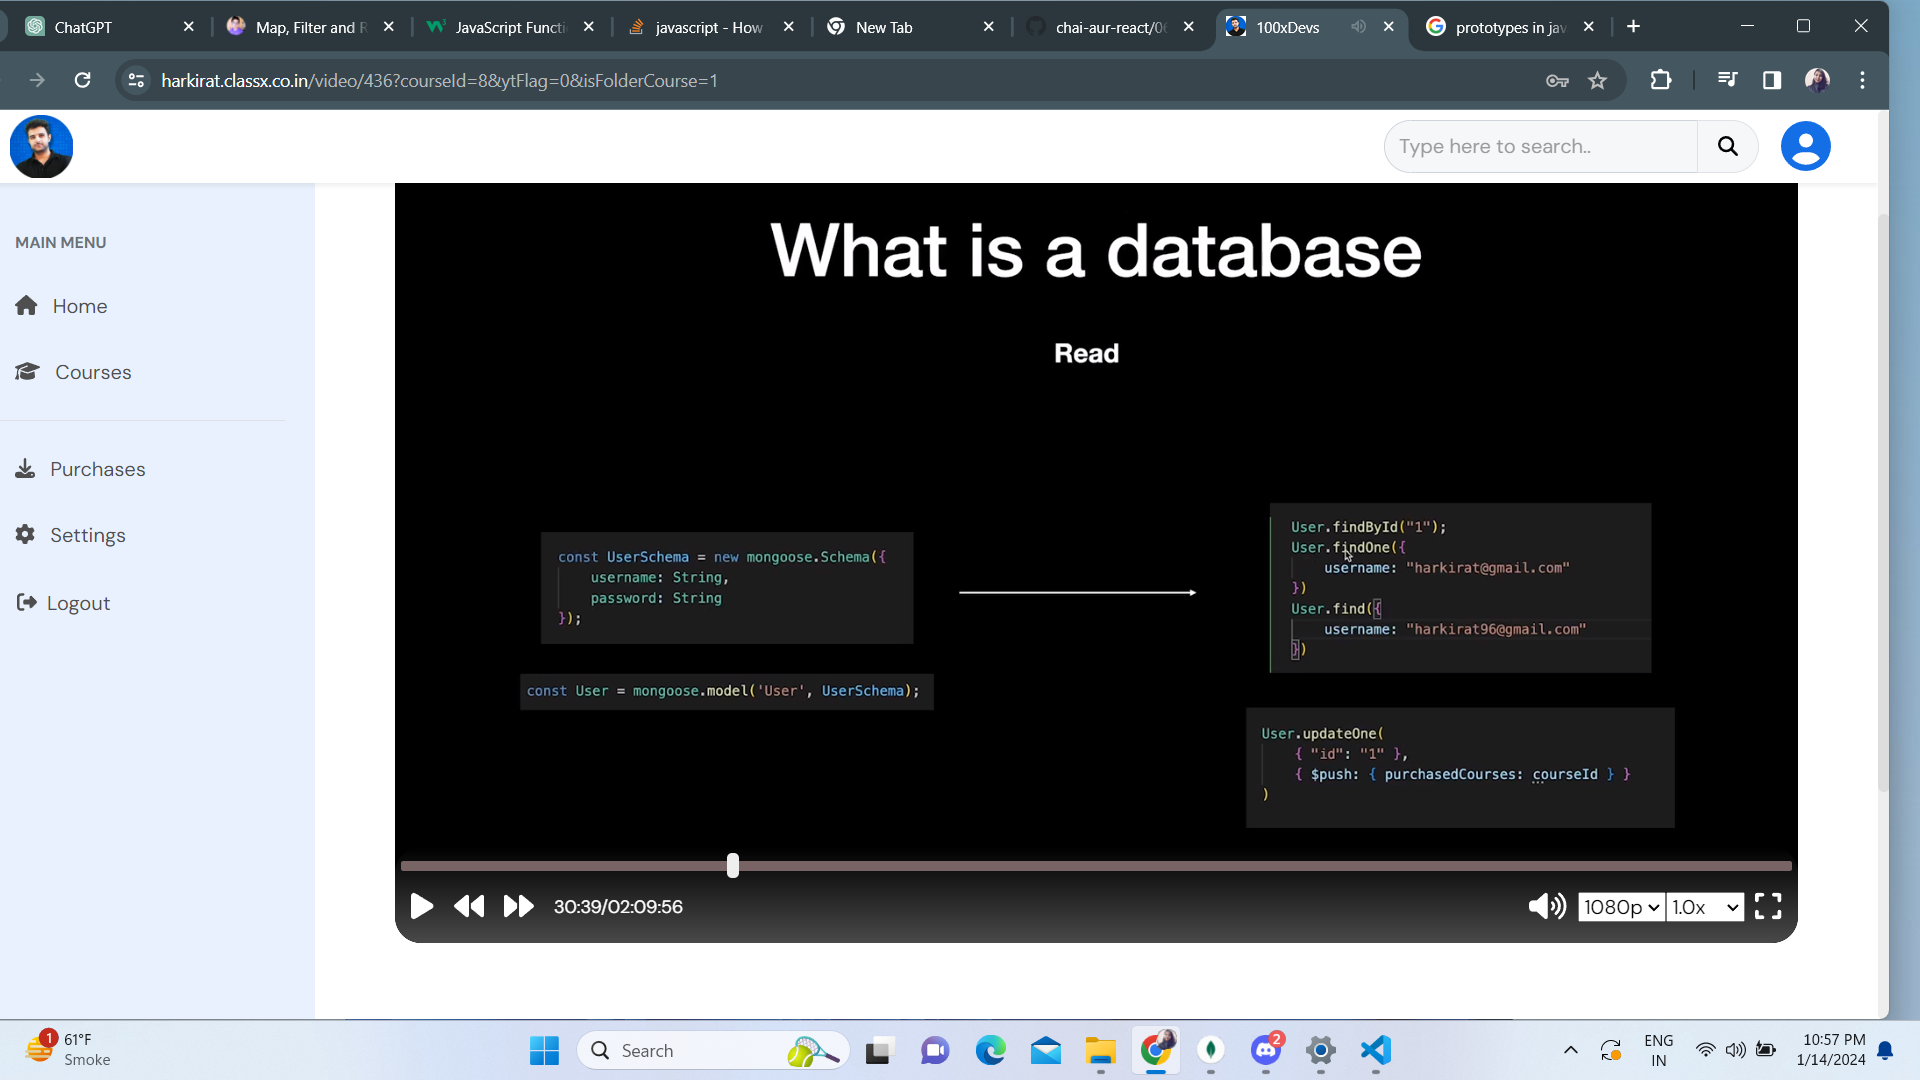 ChatGPT
Map, Filter and R
JavaScript Functi
javascript - How
New Tab
chai-aur-react/06
100xDevs
prototypes in jav
harkirat.classx.co.in/video/436?courseId=8&ytFlag=0&isFolderCourse=1
Type here to search..
MAIN MENU
Home
Courses
Purchases
Settings
Logout
What is a database
Read
const UserSchema = new mongoose.Schema({
username: String,
password: String
});
const User = mongoose.model('User', UserSchema);
User.findById("1");
User.findOne({
username: "harkirat@gmail.com"
})
User.find({
username: "harkirat96@gmail.com"
})
User.updateOne(
{ "id": "1" },
{ $push: { purchasedCourses: courseId } }
)
30:39/02:09:56
1080p
1.0x
1
61°F
Smoke
Search
2
ENG
IN
10:57 PM
1/14/2024